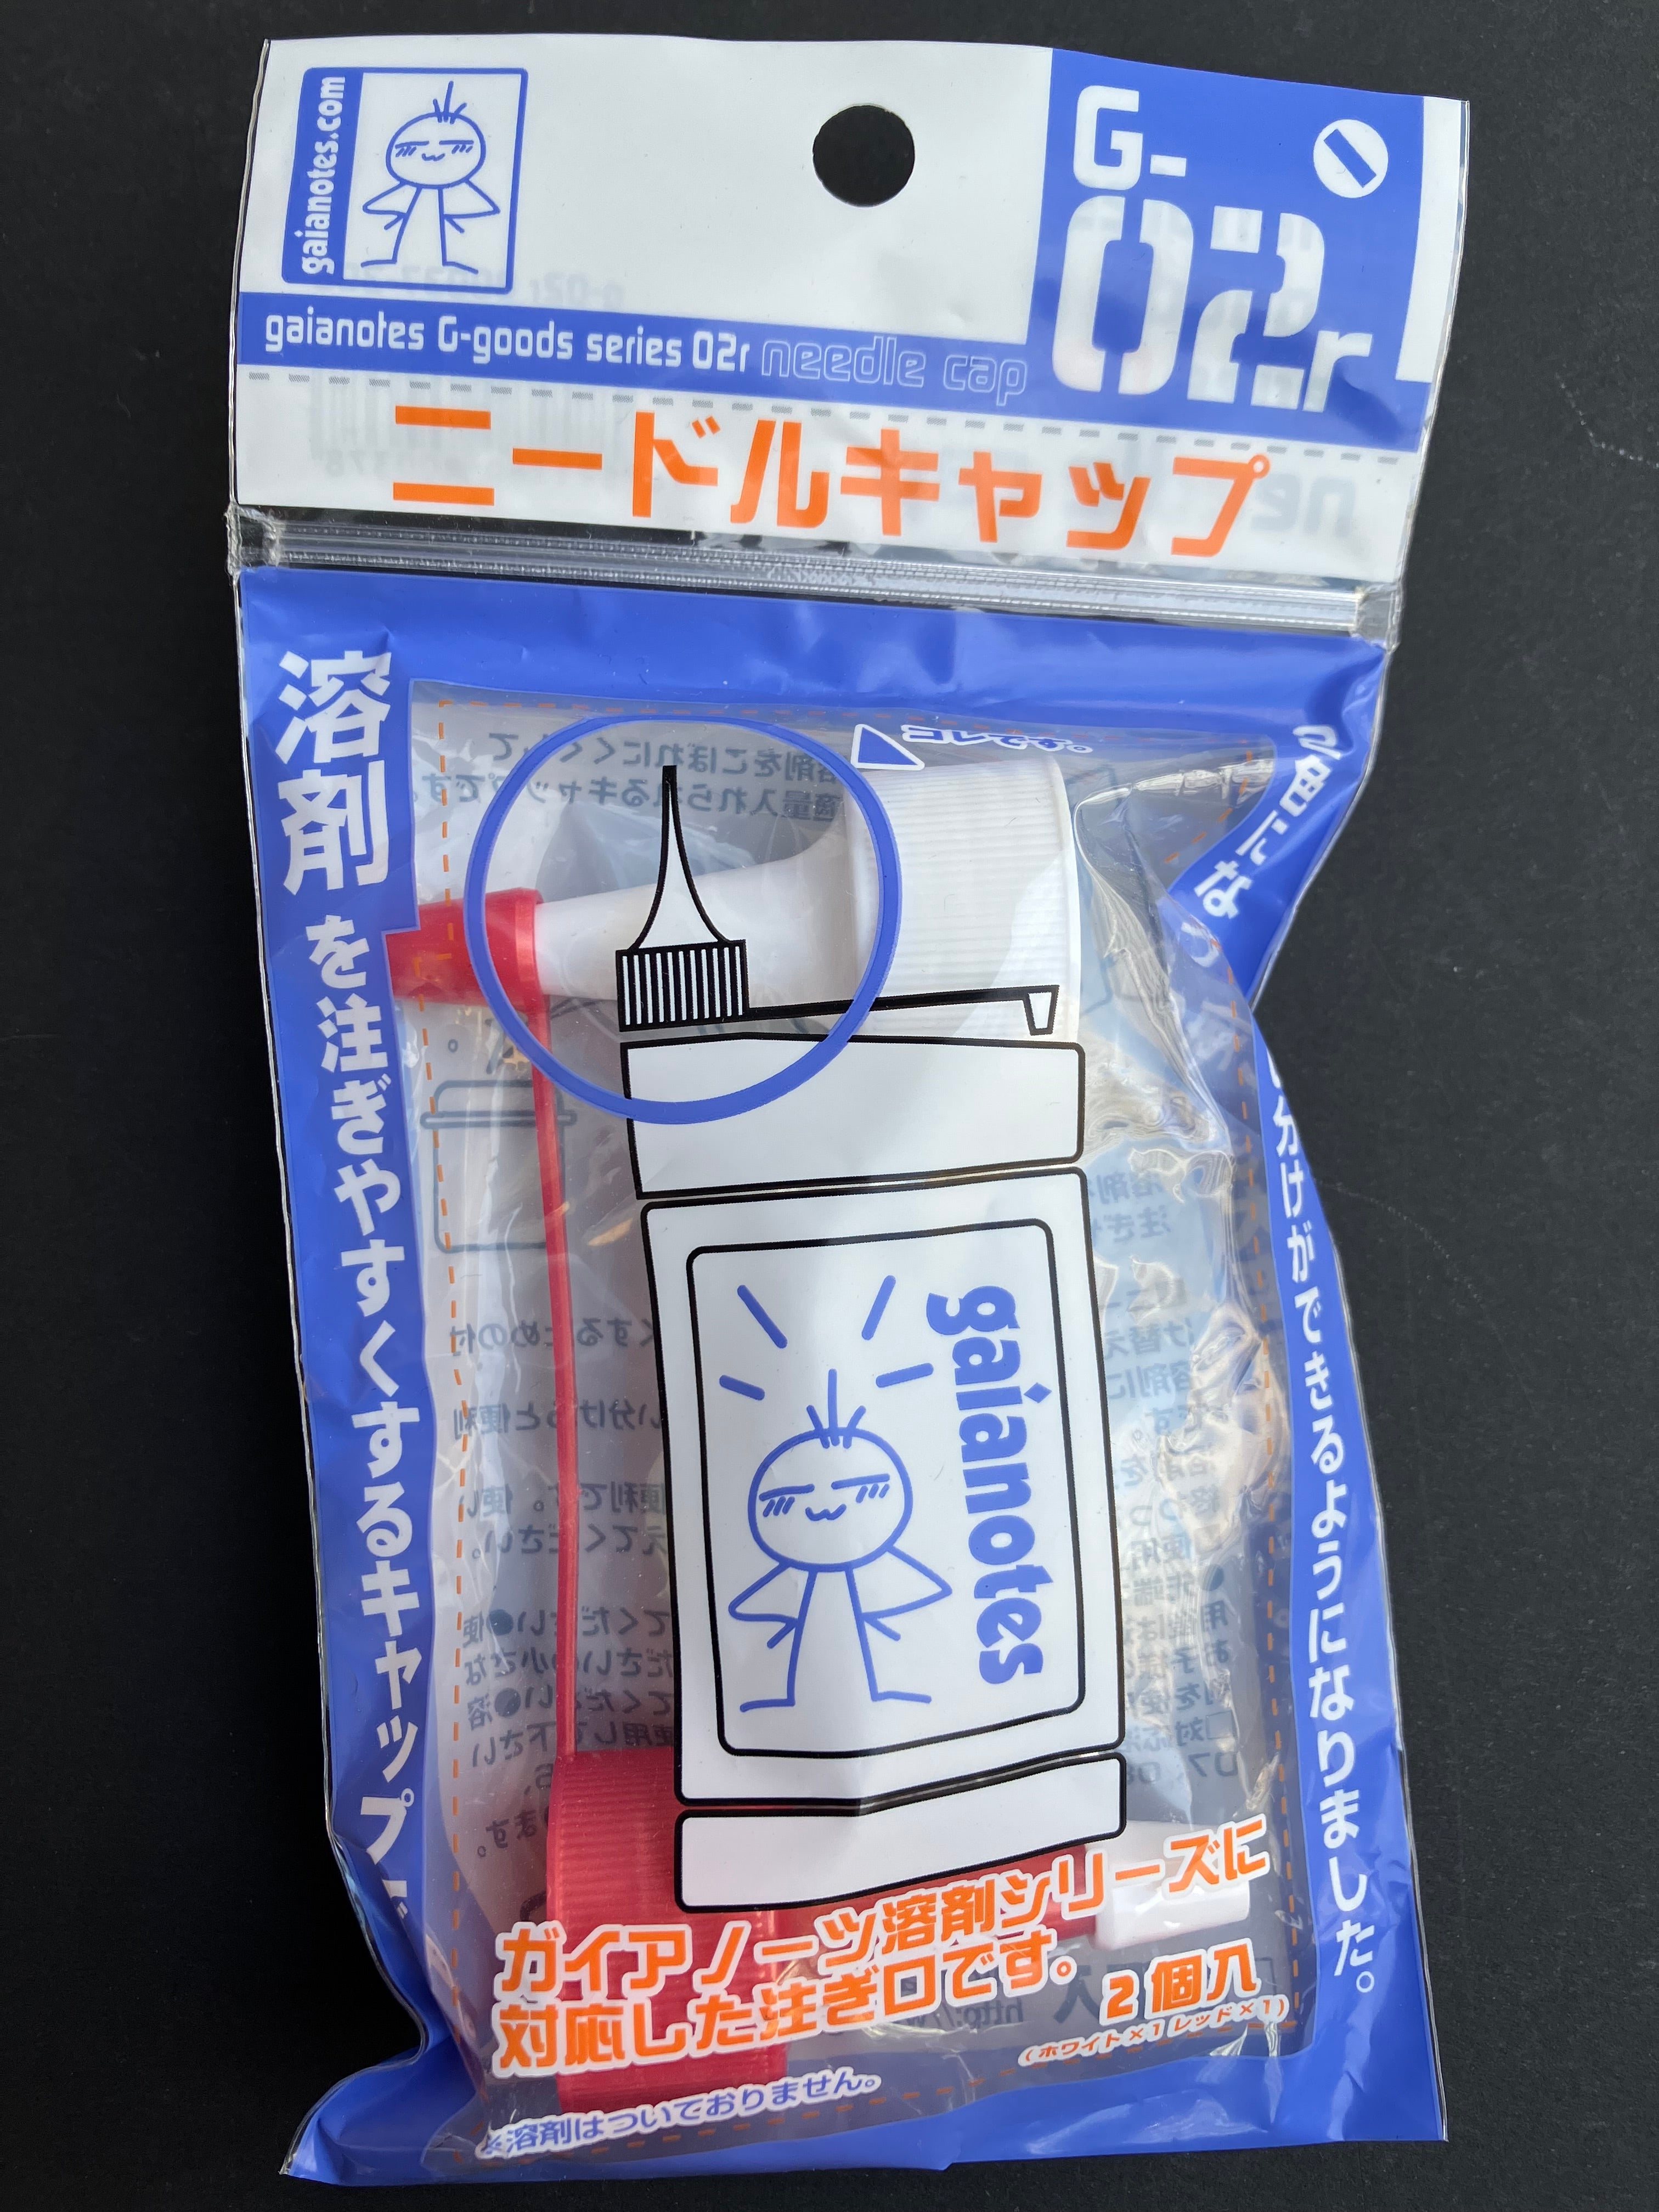 gaianotes.com
G-
02r
gaianotes G-goods series 02r needle cap
ニードルキャップ
溶剤を注ぎやすくするキャップ
コレです。
2色にな
分けができるようになりました。
gaianotes
ガイアノーツ溶剤シリーズに
対応した注ぎ口です。
2個入
(ホワイト×1 レッド×1)
※溶剤はついておりません。